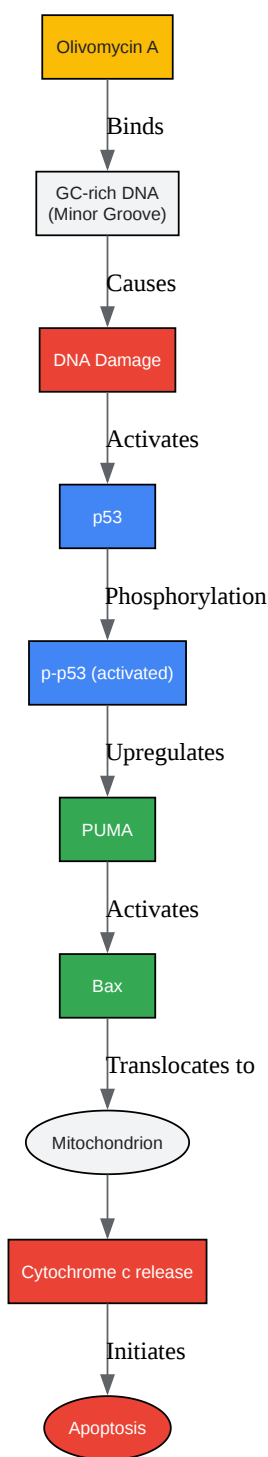 Olivomycin A
Binds
GC-rich DNA
(Minor Groove)
Causes
DNA Damage
Activates
p53
Phosphorylation
p-p53 (activated)
Upregulates
PUMA
Activates
Bax
Translocates to
Mitochondrion
Cytochrome c release
Initiates
Apoptosis